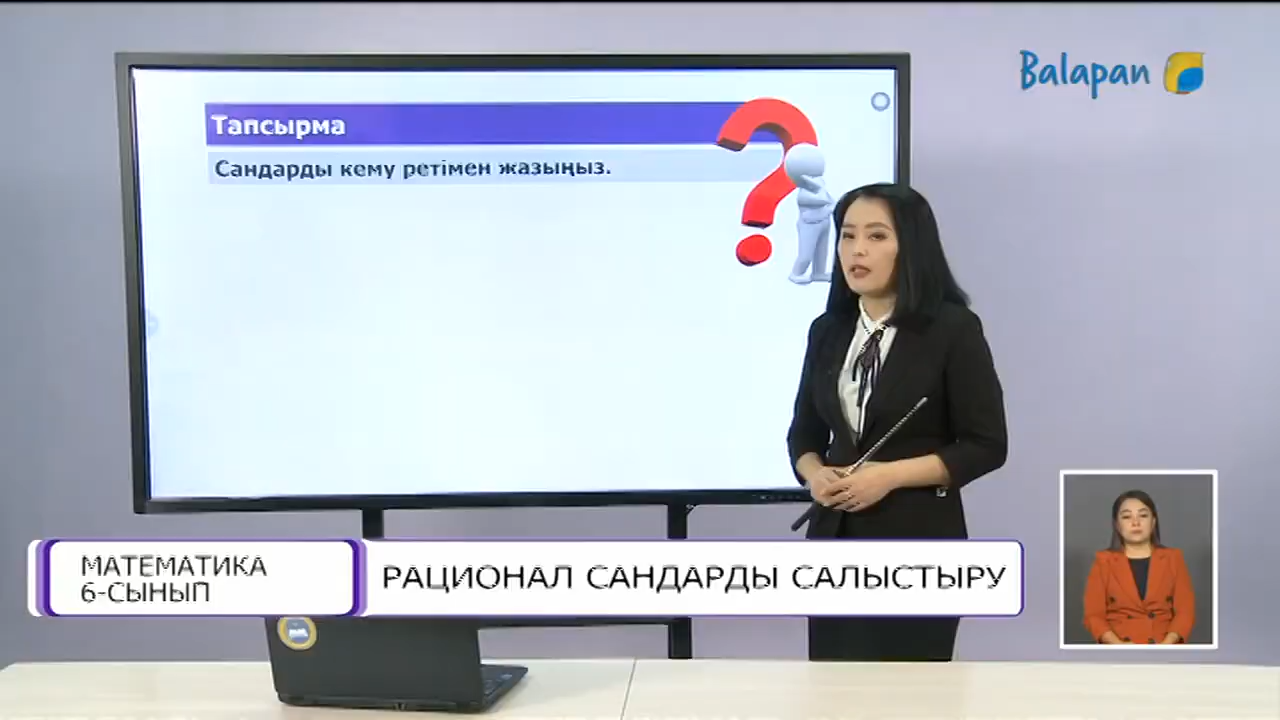 Balapan
Тапсырма
Сандарды кему ретімен жазыңыз.
МАТЕМАТИКА
6-СЫНЫП
РАЦИОНАЛ САНДАРДЫ САЛЫСТЫРУ